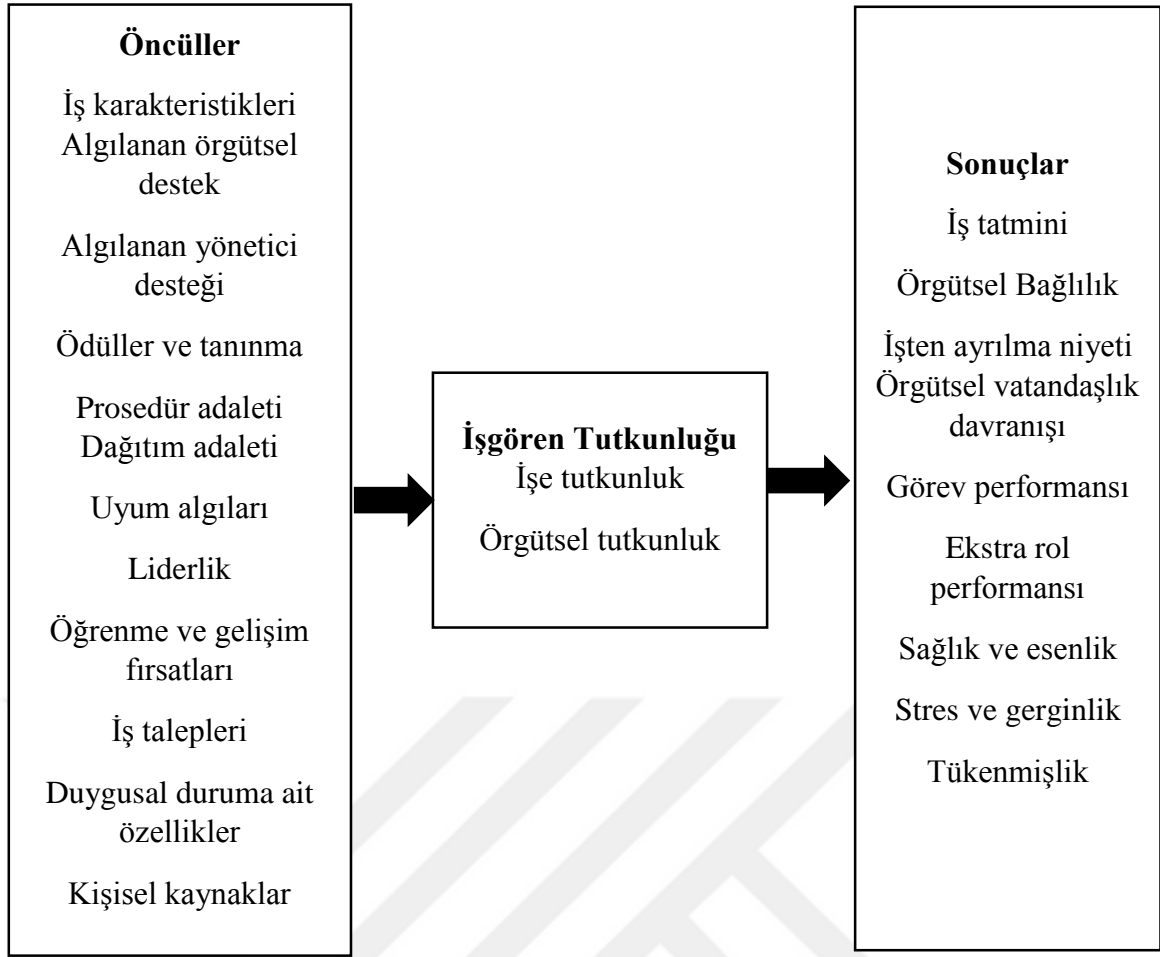 Öncüller
İş karakteristikleri
Algılanan örgütsel
destek
Algılanan yönetici
desteği
Ödüller ve tanınma
Prosedür adaleti
Dağıtım adaleti
Uyum algıları
Liderlik
Öğrenme ve gelişim
fırsatları
İş talepleri
Duygusal duruma ait
özellikler
Kişisel kaynaklar
İşgören Tutkunluğu
İşe tutkunluk
Örgütsel tutkunluk
Sonuçlar
İş tatmini
Örgütsel Bağlılık
İşten ayrılma niyeti
Örgütsel vatandaşlık
davranışı
Görev performansı
Ekstra rol
performansı
Sağlık ve esenlik
Stres ve gerginlik
Tükenmişlik